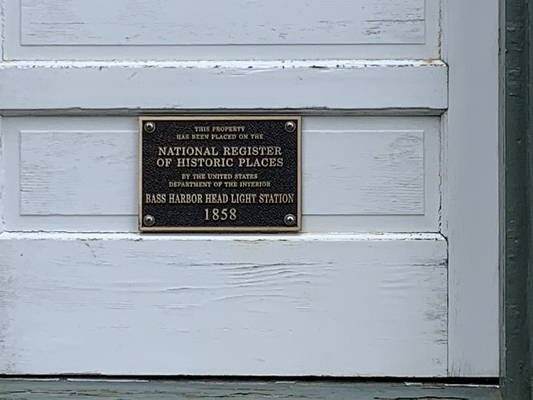 THIS PROPERTY
HAS BEEN PLACED ON THE
NATIONAL REGISTER
OF HISTORIC PLACES
BY THE UNITED STATES
DEPARTMENT OF THE INTERIOR
BASS HARBOR HEAD LIGHT STATION
1858